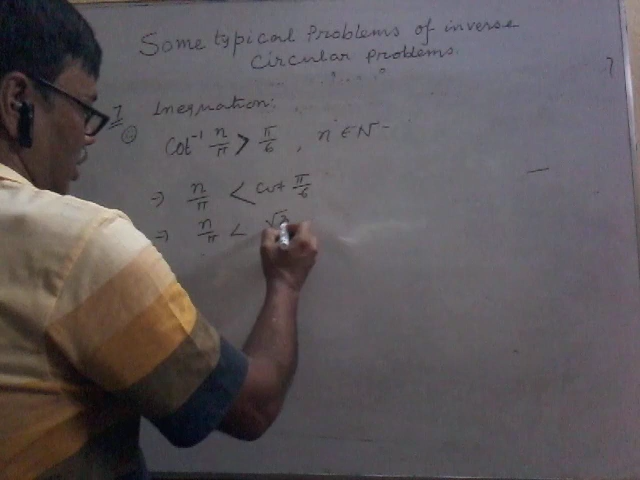 Some typical Problems of inverse
Circular problems.
I Inequation:
Cot⁻¹ n/π > π/6, n ∈ N
⇒ n/π < cot π/6
⇒ n/π < √3